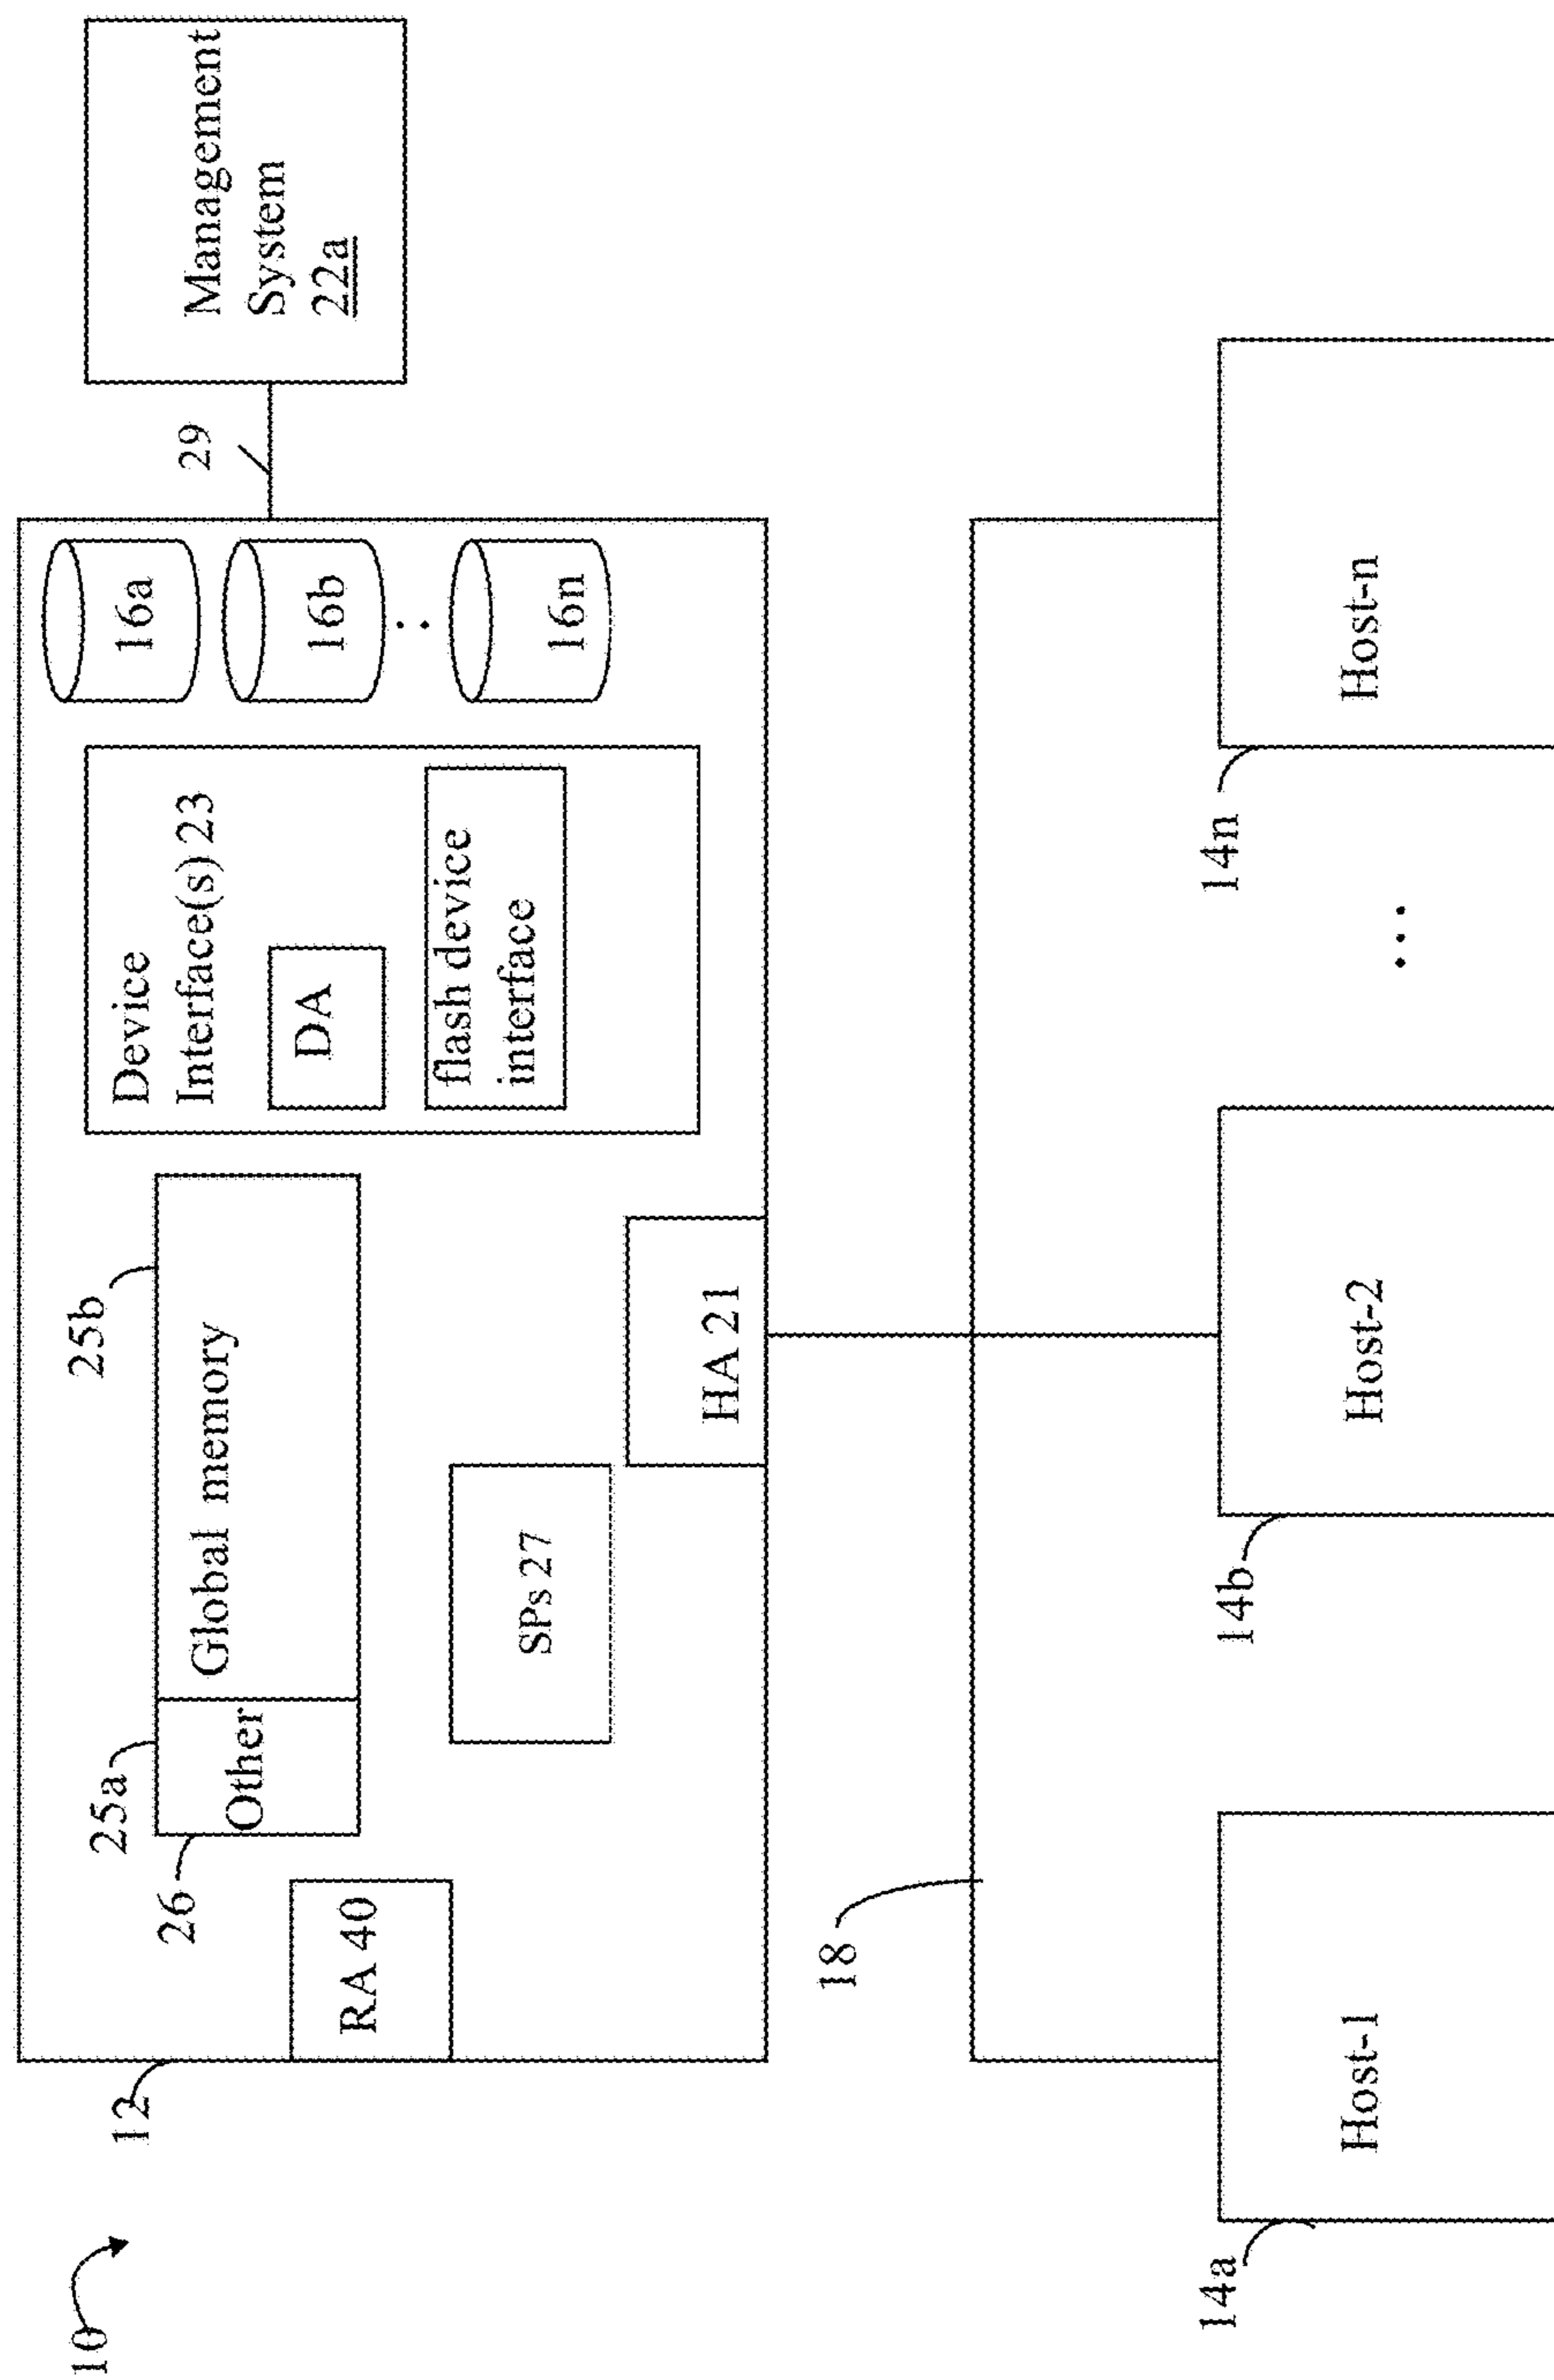 10
12
RA 40
26
25a
25b
Other
Global memory
SPs 27
HA 21
Device
Interface(s) 23
DA
flash device
interface
16a
16b
16n
29
Management
System
22a
18
14a
Host-1
14b
Host-2
...
14n
Host-n